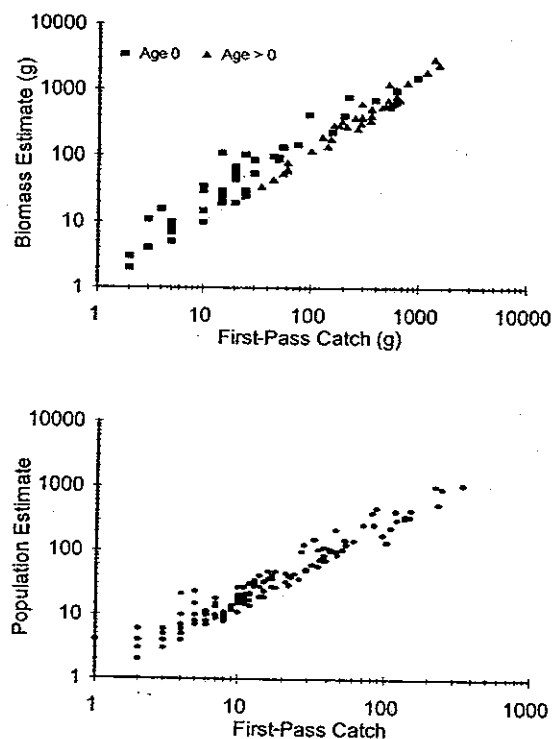 10000
1000
100
10
1
Biomass Estimate (g)
Age 0 Age > 0
1 10 100 1000 10000
First-Pass Catch (g)
10000
1000
100
10
1
Population Estimate
1 10 100 1000
First-Pass Catch